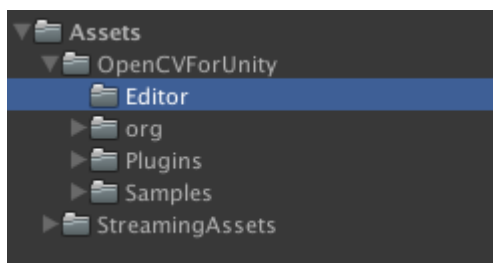 Assets
OpenCVForUnity
Editor
org
Plugins
Samples
StreamingAssets